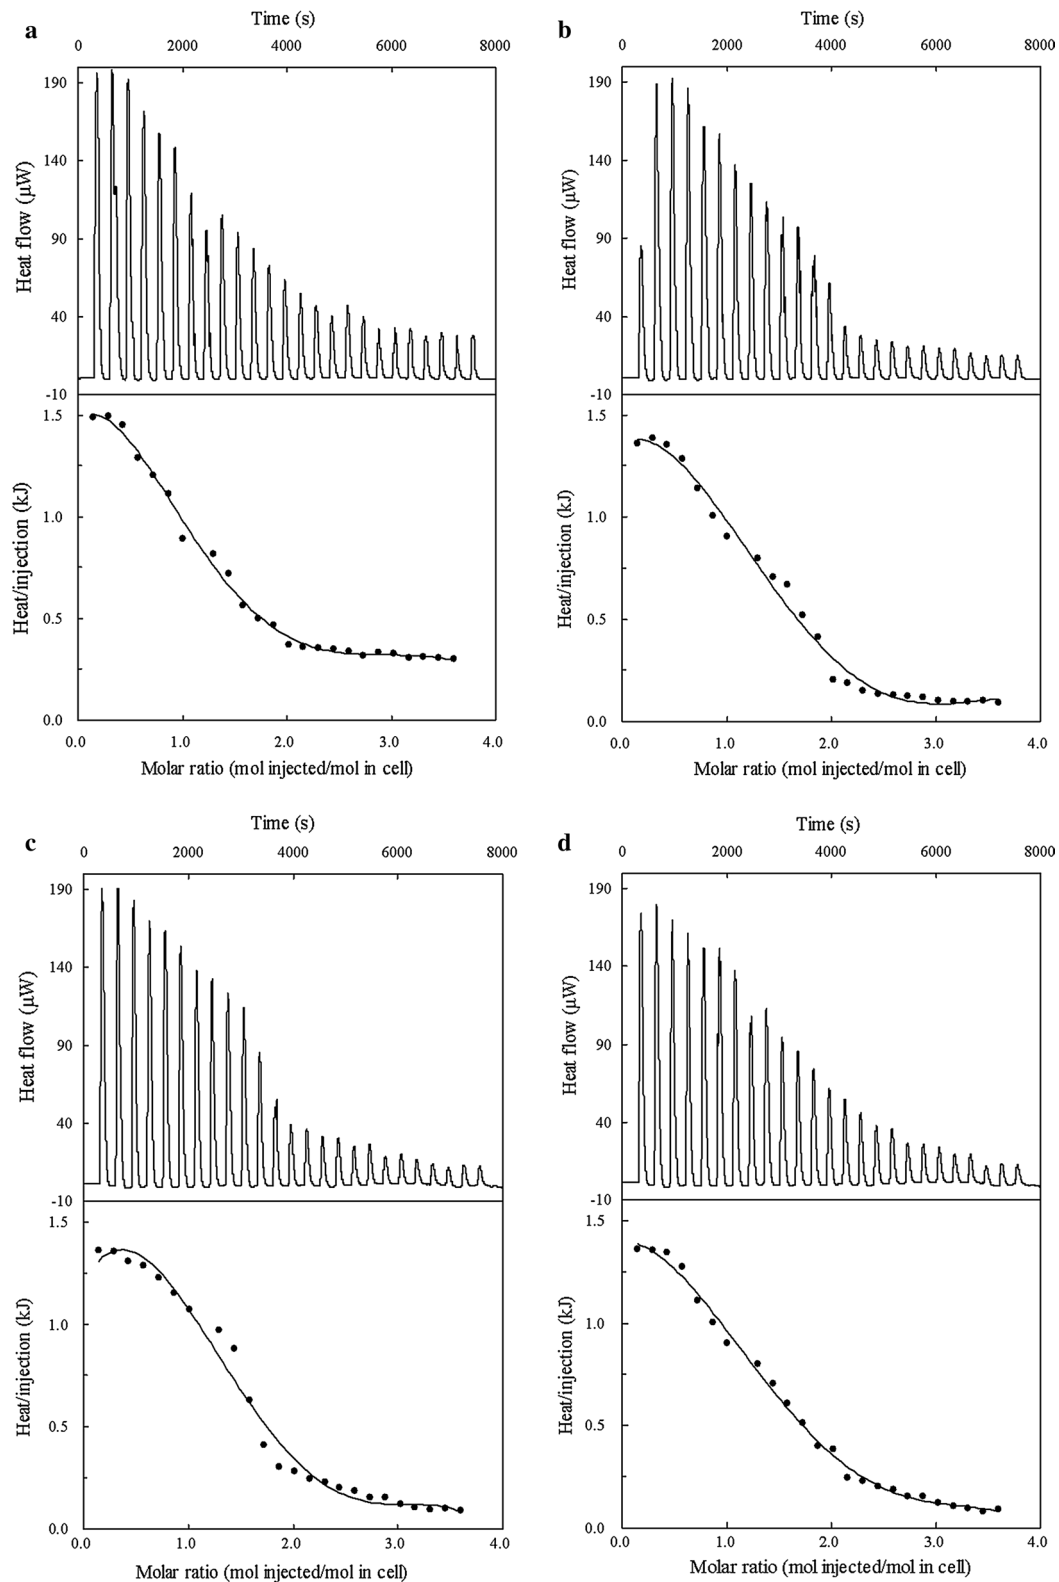 a
Time (s)
0 2000 4000 6000 8000
190
140
90
40
-10
Heat flow (µW)
1.5
1.0
0.5
0.0
Heat/injection (kJ)
0.0 1.0 2.0 3.0 4.0
Molar ratio (mol injected/mol in cell)
b
Time (s)
0 2000 4000 6000 8000
190
140
90
40
-10
Heat flow (µW)
1.5
1.0
0.5
0.0
Heat/injection (kJ)
0.0 1.0 2.0 3.0 4.0
Molar ratio (mol injected/mol in cell)
c
Time (s)
0 2000 4000 6000 8000
190
140
90
40
-10
Heat flow (µW)
1.5
1.0
0.5
0.0
Heat/injection (kJ)
0.0 1.0 2.0 3.0 4.0
Molar ratio (mol injected/mol in cell)
d
Time (s)
0 2000 4000 6000 8000
190
140
90
40
-10
Heat flow (µW)
1.5
1.0
0.5
0.0
Heat/injection (kJ)
0.0 1.0 2.0 3.0 4.0
Molar ratio (mol injected/mol in cell)